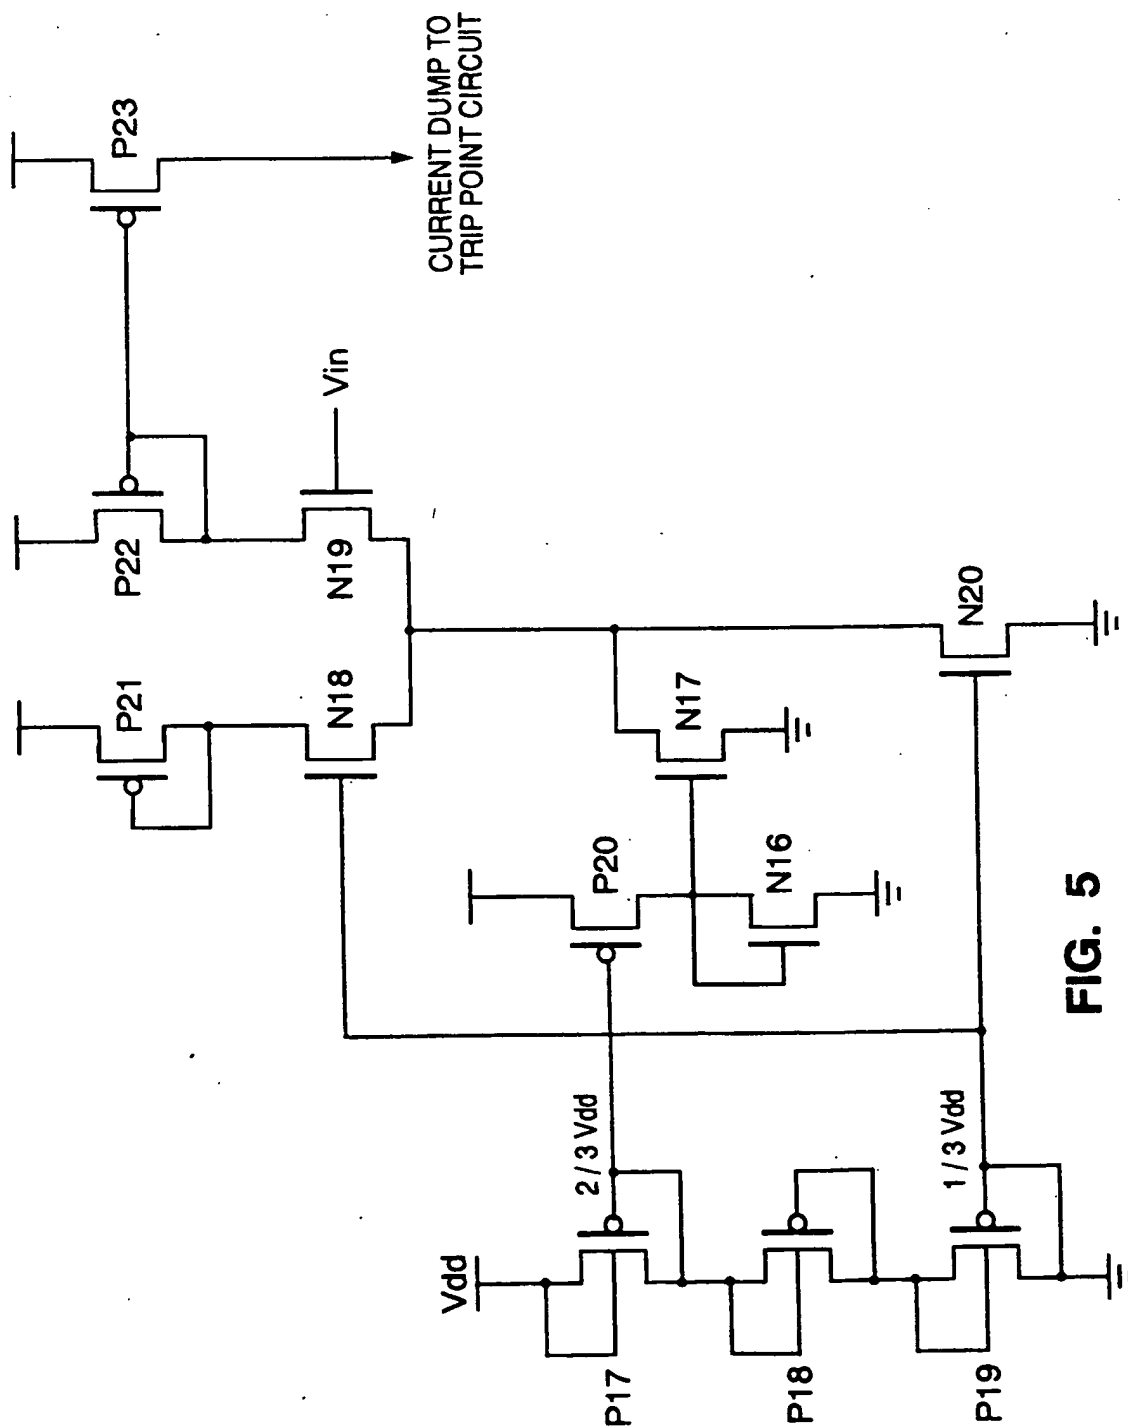 P23
CURRENT DUMP TO
TRIP POINT CIRCUIT
Vin
P22
N19
P21
N18
N17
N20
P20
N16
2 / 3 Vdd
1 / 3 Vdd
Vdd
P17
P18
P19
FIG. 5